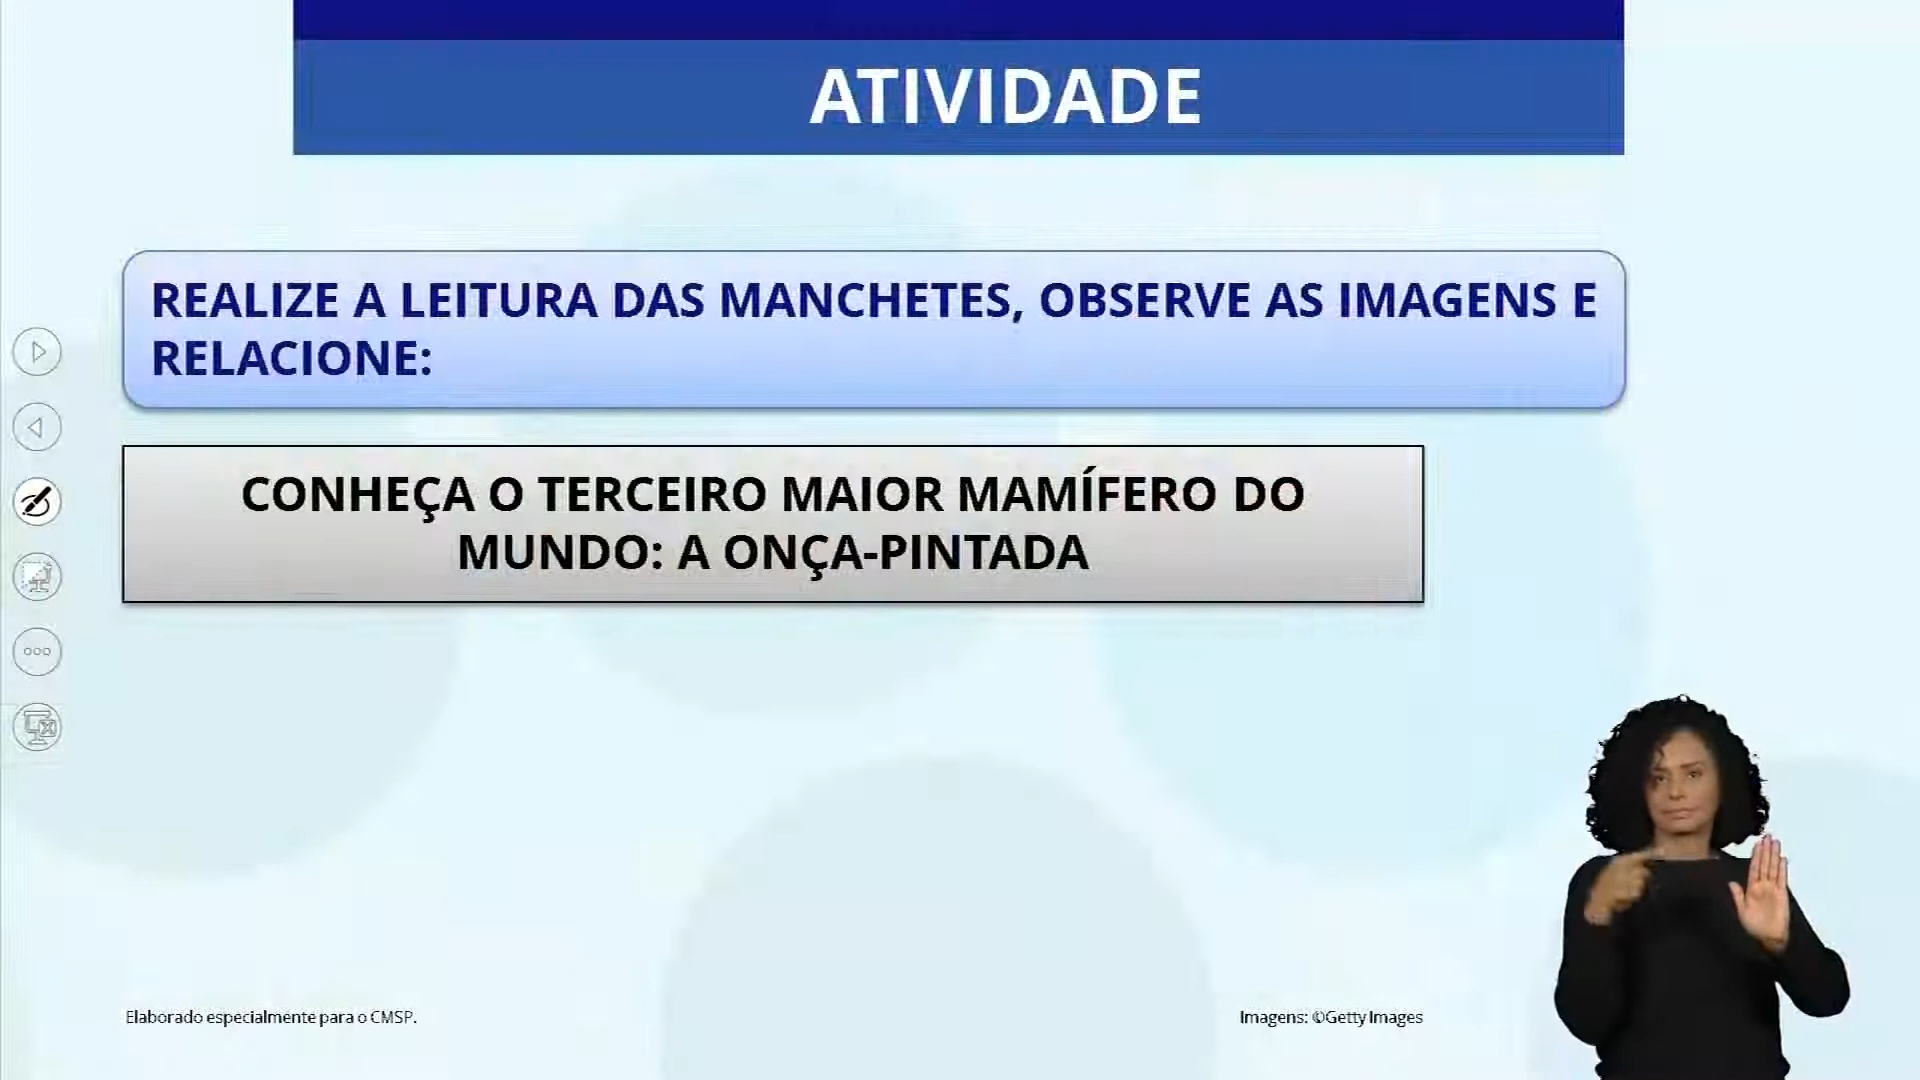 ATIVIDADE
REALIZE A LEITURA DAS MANCHETES, OBSERVE AS IMAGENS E
RELACIONE:
CONHEÇA O TERCEIRO MAIOR MAMÍFERO DO
MUNDO: A ONÇA-PINTADA
Elaborado especialmente para o CMSP.
Imagens: ©Getty Images